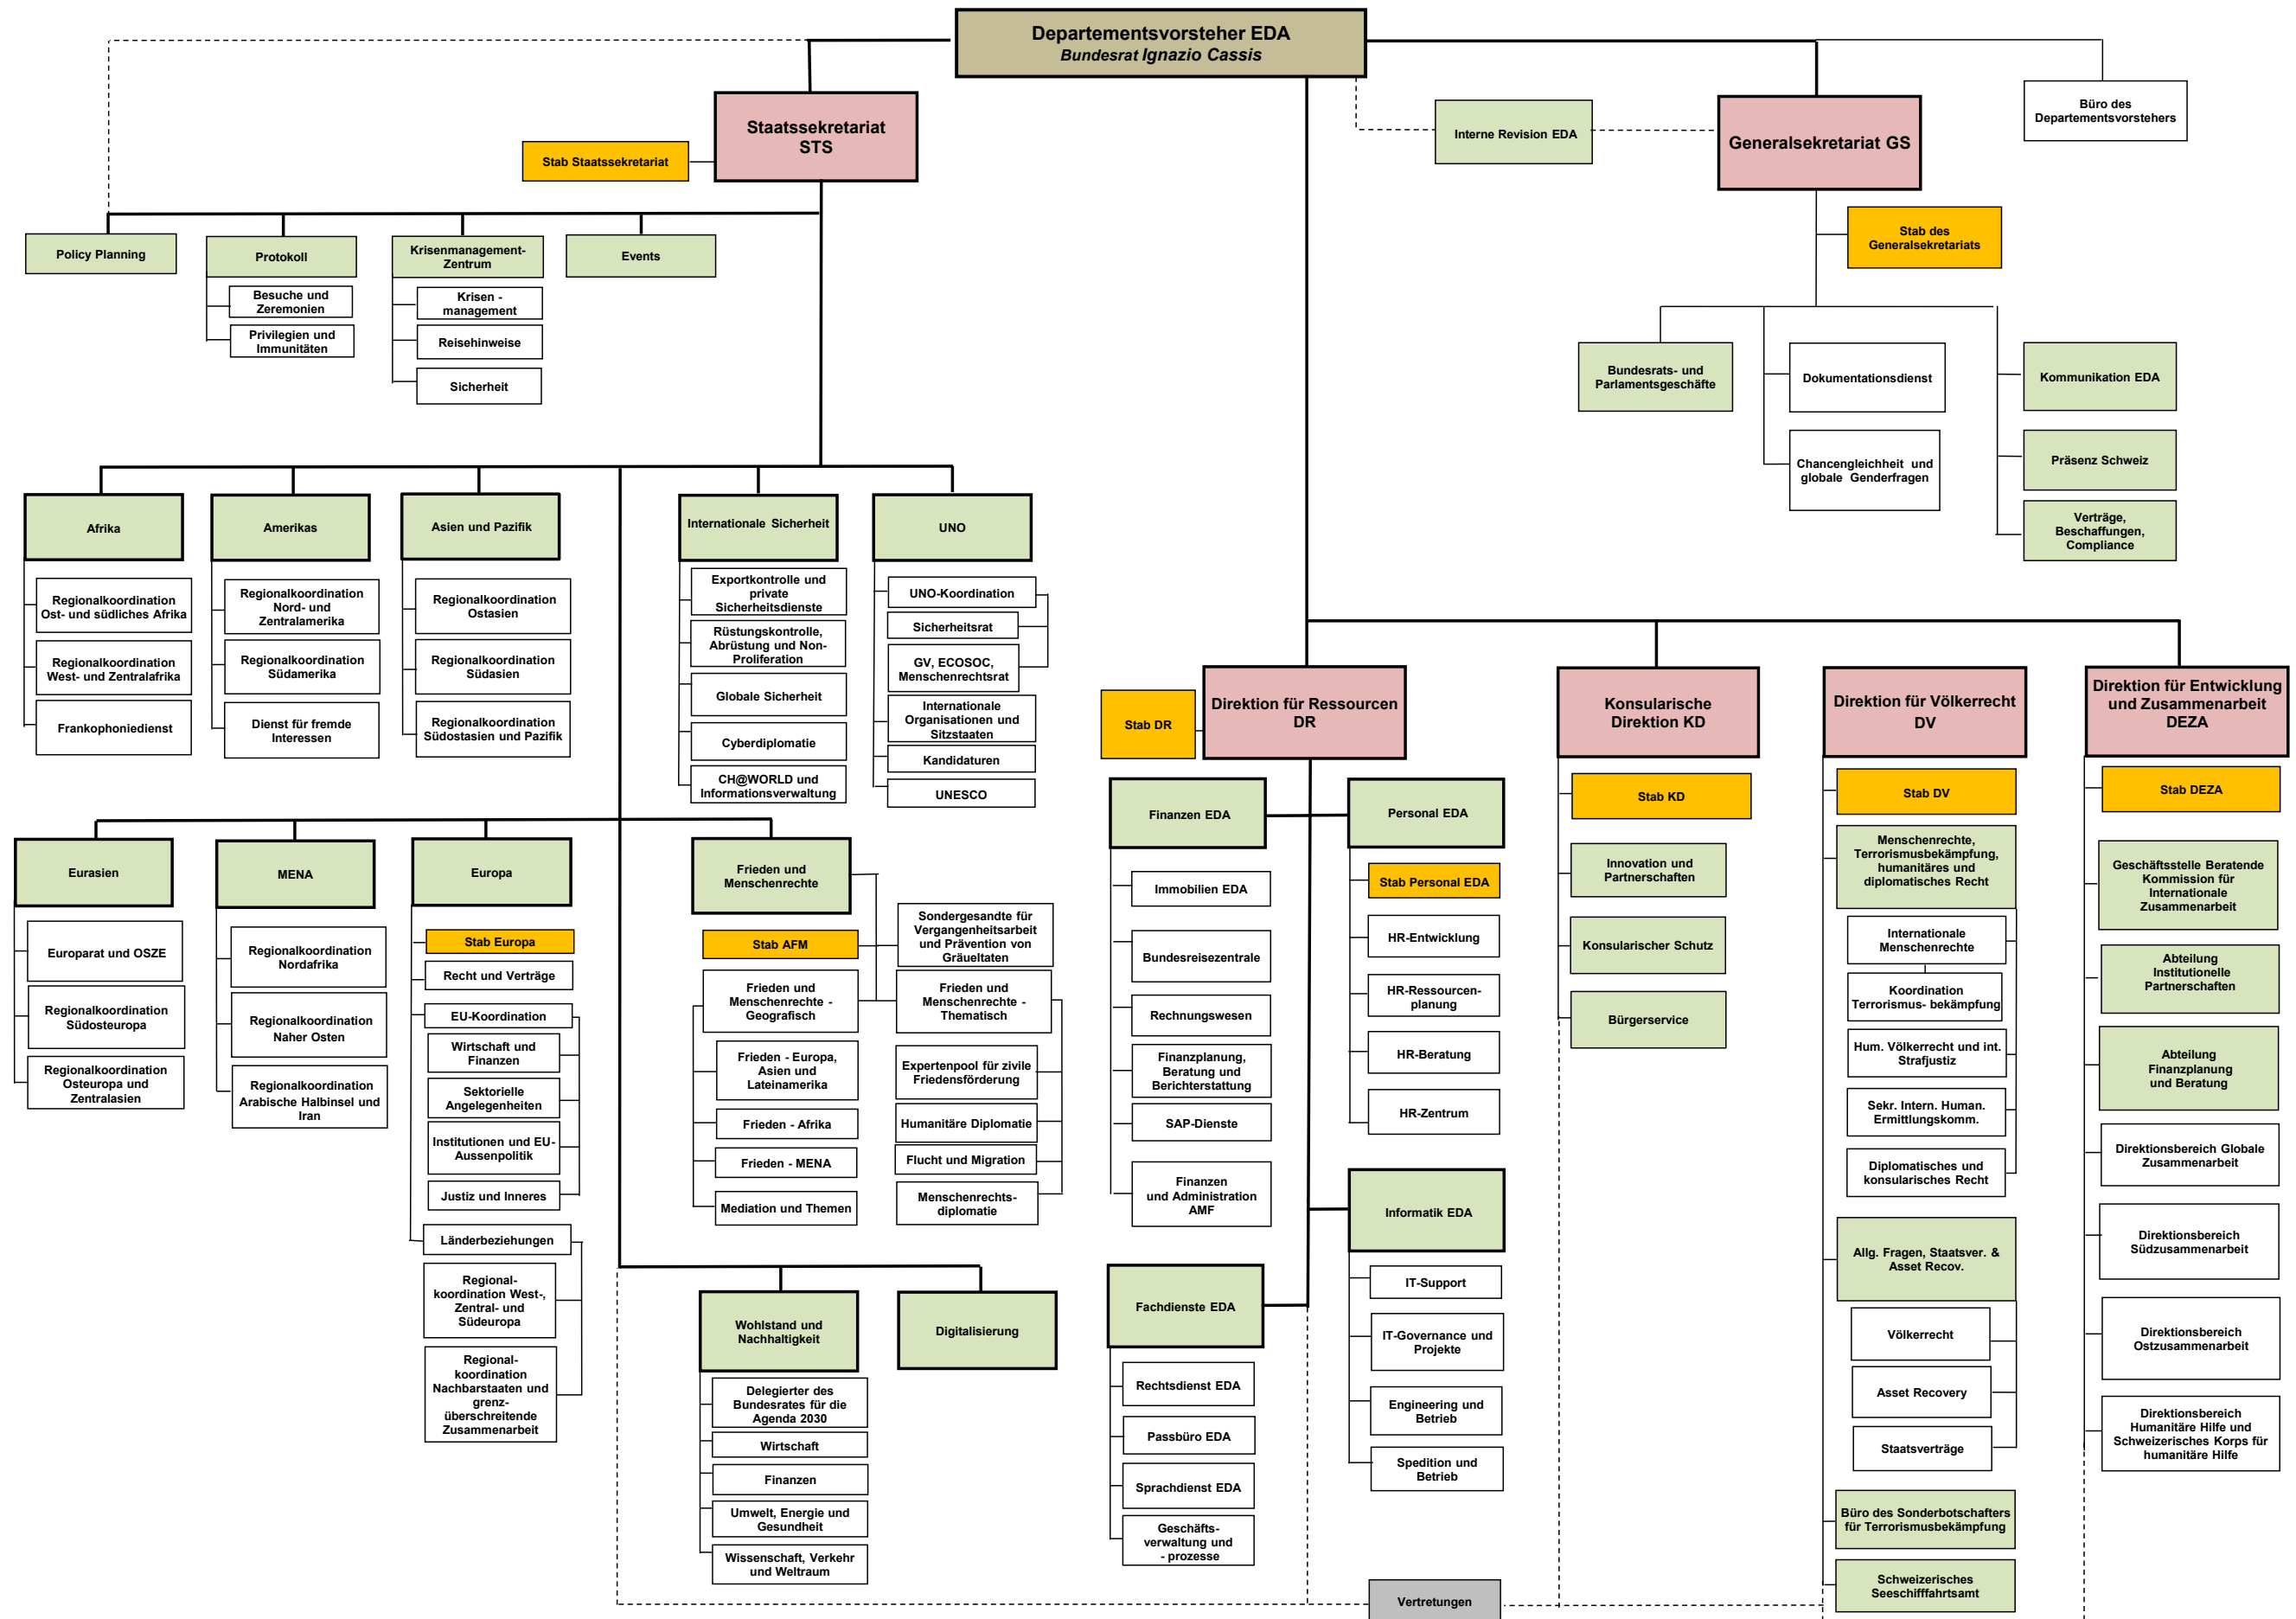 Departementsvorsteher EDA
Bundesrat Ignazio Cassis
Büro des
Departementsvorstehers
Staatssekretariat
STS
Stab Staatssekretariat
Interne Revision EDA
Generalsekretariat GS
Stab des
Generalsekretariats
Policy Planning
Protokoll
Besuche und
Zeremonien
Privilegien und
Immunitäten
Krisenmanagement-
Zentrum
Krisen -
management
Reisehinweise
Sicherheit
Events
Bundesrats- und
Parlamentsgeschäfte
Dokumentationsdienst
Chancengleichheit und
globale Genderfragen
Kommunikation EDA
Präsenz Schweiz
Verträge,
Beschaffungen,
Compliance
Afrika
Regionalkoordination
Ost- und südliches Afrika
Regionalkoordination
West- und Zentralafrika
Frankophoniedienst
Amerikas
Regionalkoordination
Nord- und
Zentralamerika
Regionalkoordination
Südamerika
Dienst für fremde
Interessen
Asien und Pazifik
Regionalkoordination
Ostasien
Regionalkoordination
Südasien
Regionalkoordination
Südostasien und Pazifik
Internationale Sicherheit
Exportkontrolle und
private
Sicherheitsdienste
Rüstungskontrolle,
Abrüstung und Non-
Proliferation
Globale Sicherheit
Cyberdiplomatie
CH@WORLD und
Informationsverwaltung
UNO
UNO-Koordination
Sicherheitsrat
GV, ECOSOC,
Menschenrechtsrat
Internationale
Organisationen und
Sitzstaaten
Kandidaturen
UNESCO
Eurasien
Europarat und OSZE
Regionalkoordination
Südosteuropa
Regionalkoordination
Osteuropa und
Zentralasien
MENA
Regionalkoordination
Nordafrika
Regionalkoordination
Naher Osten
Regionalkoordination
Arabische Halbinsel und
Iran
Europa
Stab Europa
Recht und Verträge
EU-Koordination
Wirtschaft und
Finanzen
Sektorielle
Angelegenheiten
Institutionen und EU-
Aussenpolitik
Justiz und Inneres
Länderbeziehungen
Regional-
koordination West-,
Zentral- und
Südeuropa
Regional-
koordination
Nachbarstaaten und
grenz-
überschreitende
Zusammenarbeit
Frieden und
Menschenrechte
Stab AFM
Sondergesandte für
Vergangenheitsarbeit
und Prävention von
Gräueltaten
Frieden und
Menschenrechte -
Geografisch
Frieden - Europa,
Asien und
Lateinamerika
Frieden - Afrika
Frieden - MENA
Mediation und Themen
Frieden und
Menschenrechte -
Thematisch
Expertenpool für zivile
Friedensförderung
Humanitäre Diplomatie
Flucht und Migration
Menschenrechts-
diplomatie
Wohlstand und
Nachhaltigkeit
Delegierter des
Bundesrates für die
Agenda 2030
Wirtschaft
Finanzen
Umwelt, Energie und
Gesundheit
Wissenschaft, Verkehr
und Weltraum
Digitalisierung
Stab DR
Direktion für Ressourcen
DR
Finanzen EDA
Immobilien EDA
Bundesreisezentrale
Rechnungswesen
Finanzplanung,
Beratung und
Berichterstattung
SAP-Dienste
Finanzen
und Administration
AMF
Personal EDA
Stab Personal EDA
HR-Entwicklung
HR-Ressourcen-
planung
HR-Beratung
HR-Zentrum
Informatik EDA
IT-Support
IT-Governance und
Projekte
Engineering und
Betrieb
Spedition und
Betrieb
Fachdienste EDA
Rechtsdienst EDA
Passbüro EDA
Sprachdienst EDA
Geschäfts-
verwaltung und
- prozesse
Konsularische
Direktion KD
Stab KD
Innovation und
Partnerschaften
Konsularischer Schutz
Bürgerservice
Direktion für Völkerrecht
DV
Stab DV
Menschenrechte,
Terrorismusbekämpfung,
humanitäres und
diplomatisches Recht
Internationale
Menschenrechte
Koordination
Terrorismus- bekämpfung
Hum. Völkerrecht und int.
Strafjustiz
Sekr. Intern. Human.
Ermittlungskomm.
Diplomatisches und
konsularisches Recht
Allg. Fragen, Staatsver. &
Asset Recov.
Völkerrecht
Asset Recovery
Staatsverträge
Büro des Sonderbotschafters
für Terrorismusbekämpfung
Schweizerisches
Seeschifffahrtsamt
Direktion für Entwicklung
und Zusammenarbeit
DEZA
Stab DEZA
Geschäftsstelle Beratende
Kommission für
Internationale
Zusammenarbeit
Abteilung
Institutionelle
Partnerschaften
Abteilung
Finanzplanung
und Beratung
Direktionsbereich Globale
Zusammenarbeit
Direktionsbereich
Südzusammenarbeit
Direktionsbereich
Ostzusammenarbeit
Direktionsbereich
Humanitäre Hilfe und
Schweizerisches Korps für
humanitäre Hilfe
Vertretungen